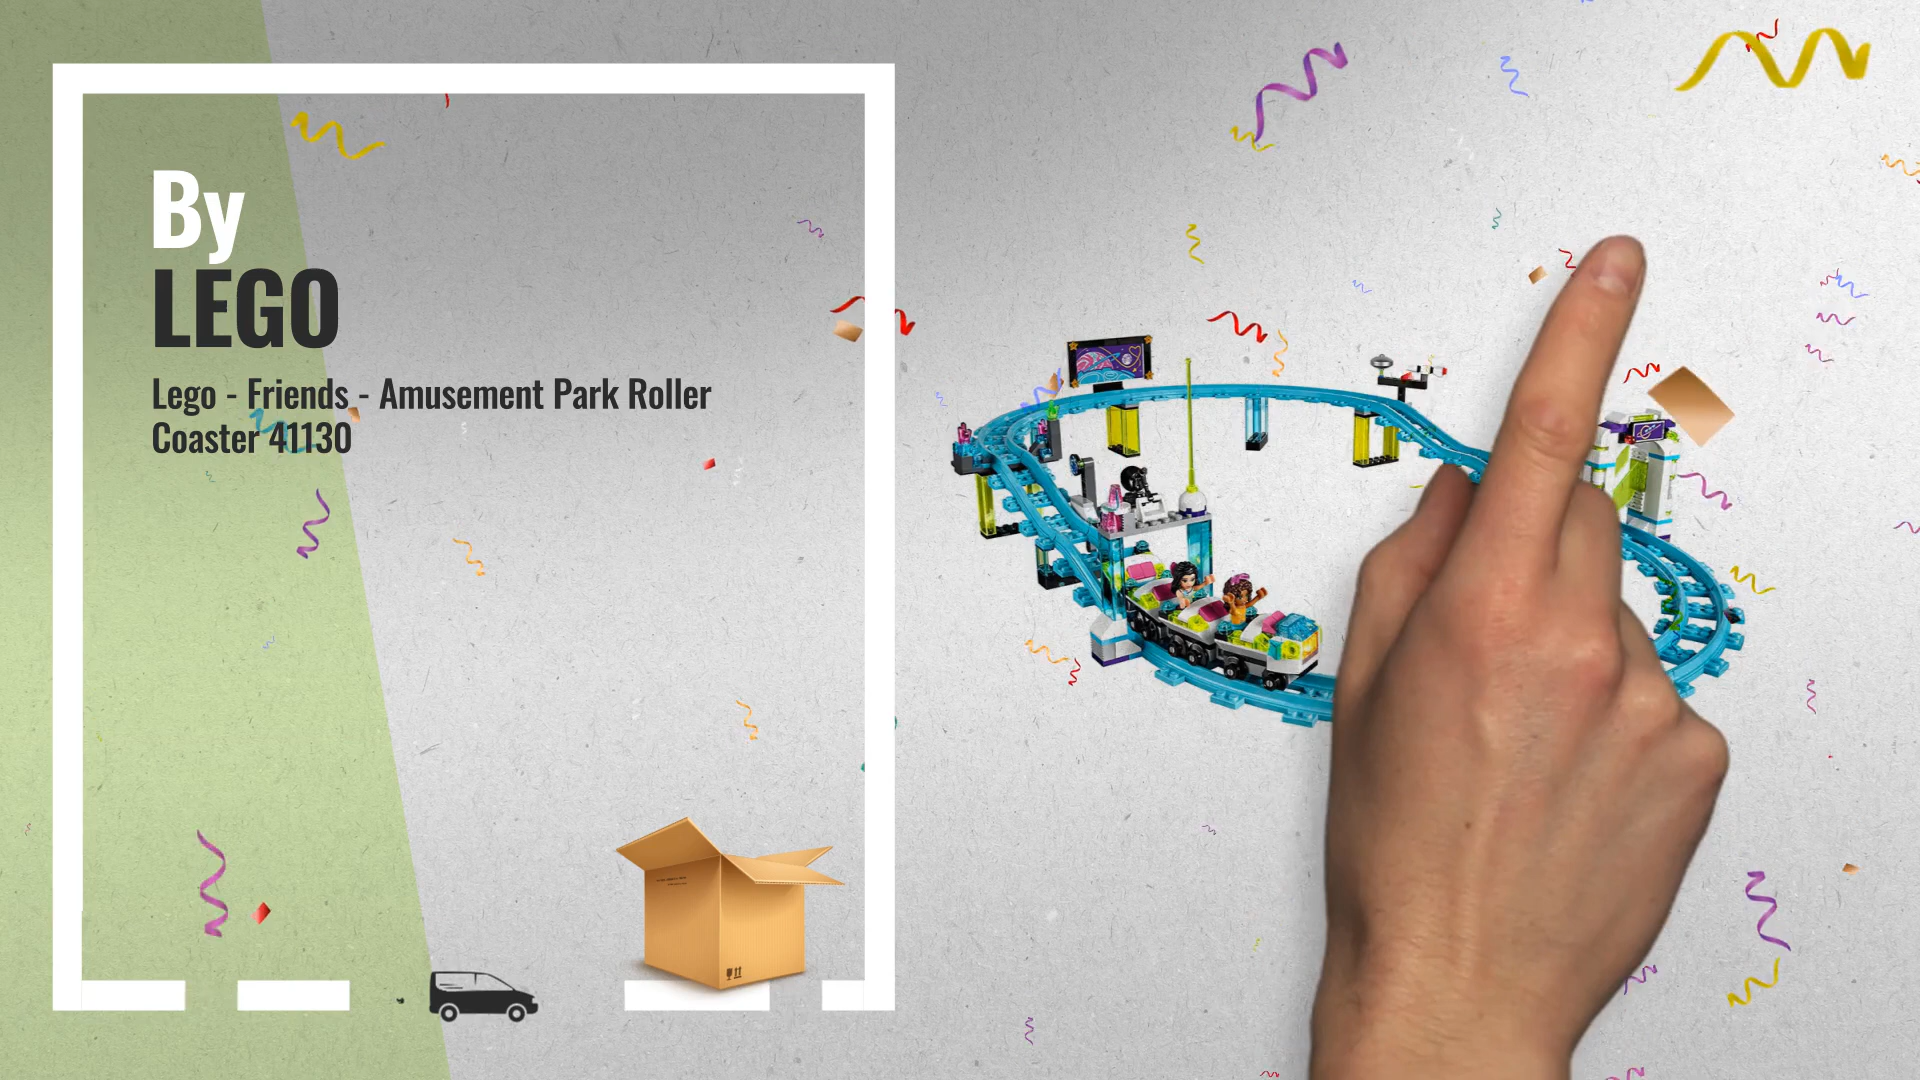 By
LEGO
Lego - Friends - Amusement Park Roller
Coaster 41130